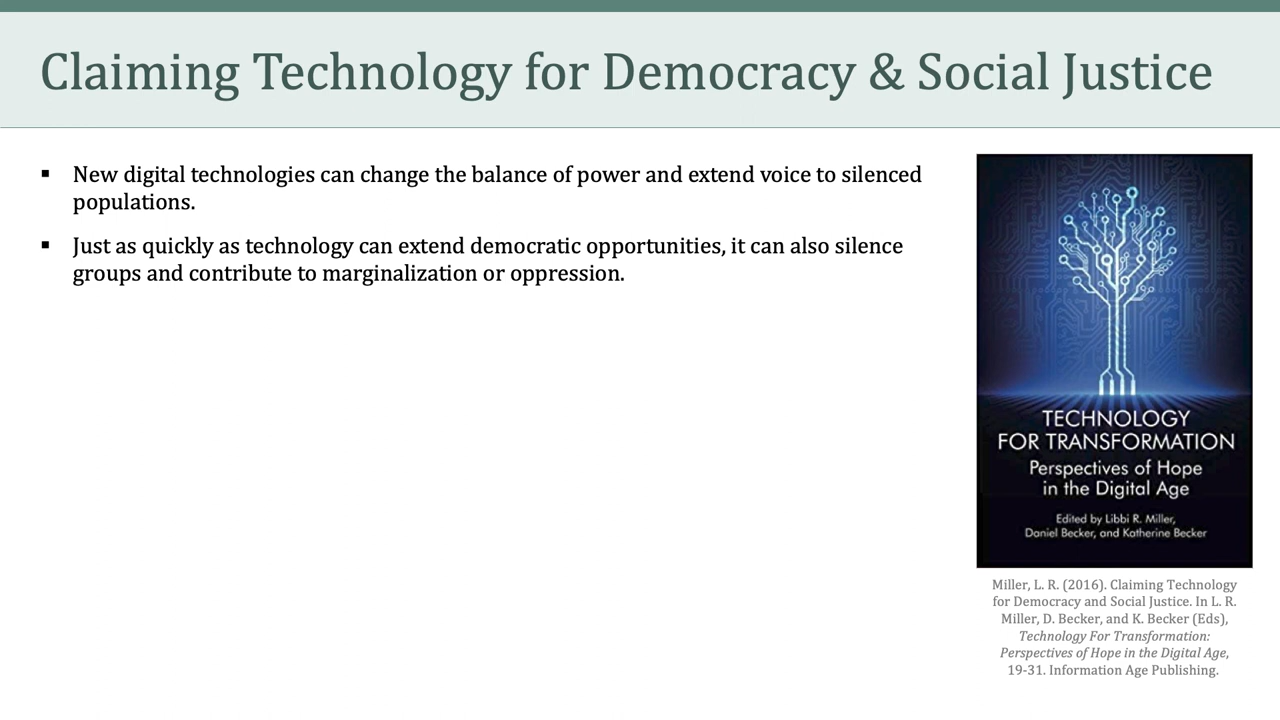 Claiming Technology for Democracy & Social Justice
▪ New digital technologies can change the balance of power and extend voice to silenced
populations.
▪ Just as quickly as technology can extend democratic opportunities, it can also silence
groups and contribute to marginalization or oppression.
TECHNOLOGY
FOR TRANSFORMATION
Perspectives of Hope
in the Digital Age
Edited by Libbi R. Miller,
Daniel Becker, and Katherine Becker
Miller, L. R. (2016). Claiming Technology
for Democracy and Social Justice. In L. R.
Miller, D. Becker, and K. Becker (Eds),
Technology For Transformation:
Perspectives of Hope in the Digital Age,
19-31. Information Age Publishing.